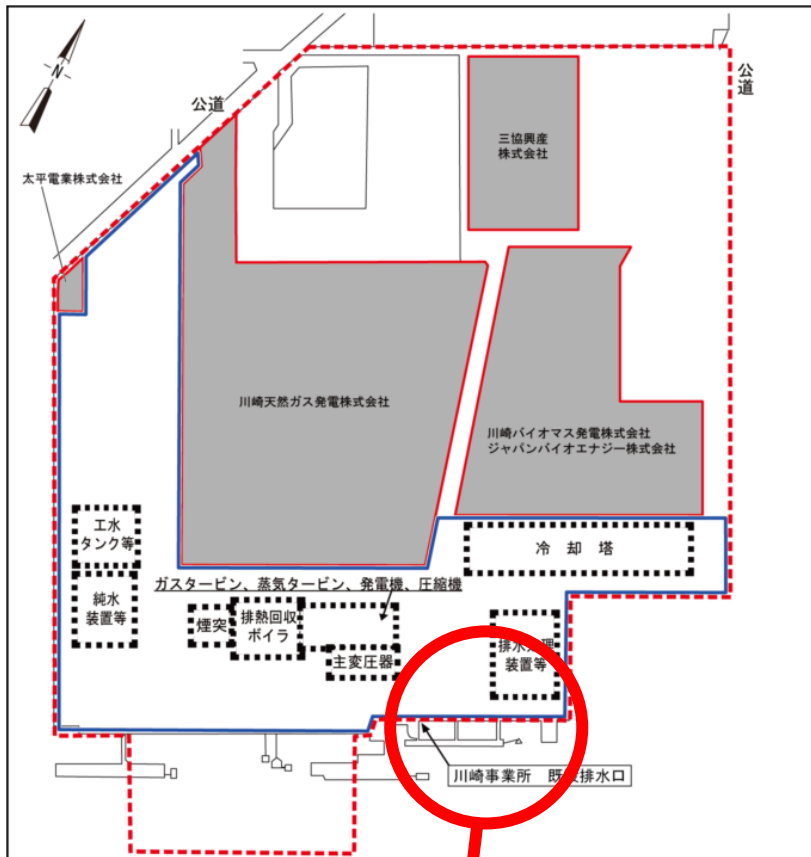 N
公道
公道
三協興産
株式会社
太平電業株式会社
川崎天然ガス発電株式会社
川崎バイオマス発電株式会社
ジャパンバイオエナジー株式会社
工水
タンク等
冷却塔
純水
装置等
ガスタービン、蒸気タービン、発電機、圧縮機
煙突
排熱回収
ボイラ
主変圧器
排水処理
装置等
川崎事業所 既設排水口